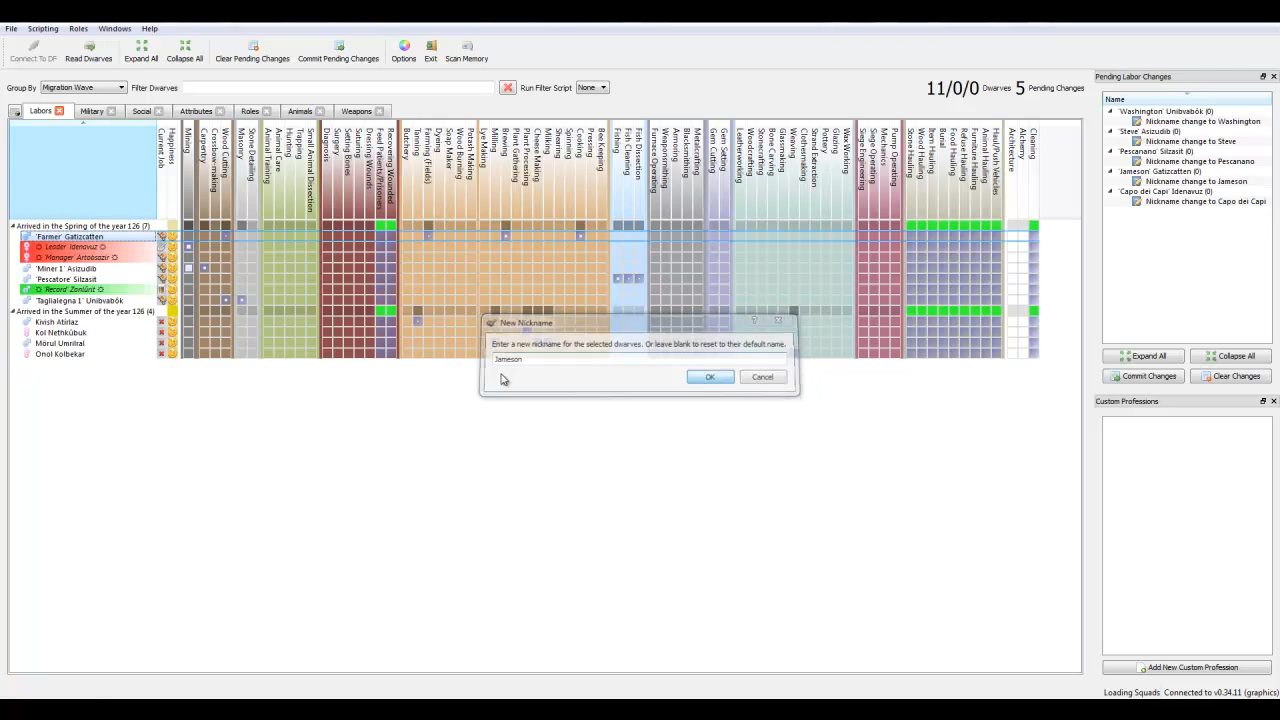 File Scripting Roles Windows Help
Connect To DF Read Dwarves Expand All Collapse All Clear Pending Changes Commit Pending Changes Options Exit Scan Memory
Group By Migration Wave Filter Dwarves Run Filter Script None 11/0/0 Dwarves 5 Pending Changes
Labors Military Social Attributes Roles Animals Weapons
Current Job
Happiness
Mining
Carpentry
Crossbow-making
Wood Cutting
Masonry
Stone Detailing
Animal Training
Animal Care
Hunting
Trapping
Small Animal Dissection
Diagnosis
Surgery
Setting Bones
Suturing
Dressing Wounds
Feed Patients/Prisoners
Recovering Wounded
Butchery
Tanning
Farming (Fields)
Dyeing
Soap Maker
Wood Burning
Potash Making
Lye Making
Milling
Brewing
Plant Gathering
Plant Processing
Cheese Making
Milking
Shearing
Spinning
Cooking
Pressing
Bee Keeping
Fishing
Fish Cleaning
Fish Dissection
Furnace Operating
Weaponsmithing
Armoring
Blacksmithing
Metalcrafting
Gem Cutting
Gem Setting
Leatherworking
Woodcrafting
Stonecrafting
Bone Carving
Glassmaking
Weaving
Clothesmaking
Strand Extraction
Pottery
Glazing
Wax Working
Siege Engineering
Siege Operating
Mechanics
Pump Operating
Stone Hauling
Wood Hauling
Item Hauling
Burial
Food Hauling
Refuse Hauling
Furniture Hauling
Animal Hauling
Haul/Push Vehicles
Architecture
Alchemy
Cleaning
Arrived in the Spring of the year 126 (7)
'Farmer' Gatizcatten
'Leader' Idenavuz
'Manager' Artobsazir
'Miner 1' Asizudib
'Pescatore' Silzasit
'Record' Zonlúrit
'Taglialegna 1' Unibvabôk
Arrived in the Summer of the year 126 (4)
Kivish Atirlaz
Kol Nethkubuk
Mörul Umriral
Onol Kolbekar
New Nickname
Enter a new nickname for the selected dwarves. Or leave blank to reset to their default name.
Jameson
OK Cancel
Pending Labor Changes
Name
'Washington' Unibvabôk (0)
Nickname change to Washington
'Steve' Asizudib (0)
Nickname change to Steve
'Pescanano' Silzasit (0)
Nickname change to Pescanano
'Jameson' Gatizcatten (0)
Nickname change to Jameson
'Capo dei Capi' Idenavuz (0)
Nickname change to Capo dei Capi
Expand All Collapse All
Commit Changes Clear Changes
Custom Professions
Add New Custom Profession
Loading Squads Connected to v0.34.11 (graphics)